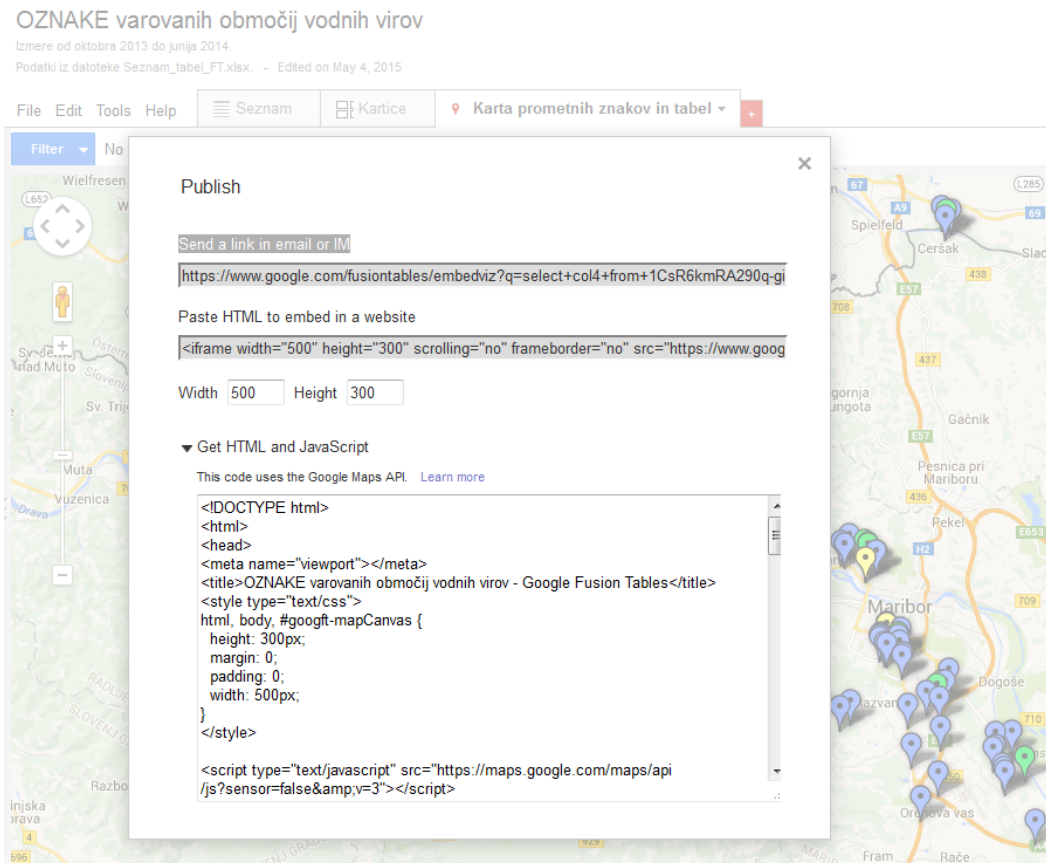 OZNAKE varovanih območij vodnih virov
Izmere od oktobra 2013 do junija 2014.
Podatki iz datoteke Seznam_tabel_FT.xlsx. - Edited on May 4, 2015
File Edit Tools Help Seznam Kartice Karta prometnih znakov in tabel +
Filter No
Publish
Send a link in email or IM
https://www.google.com/fusiontables/embedviz?q=select+col4+from+1CsR6kmRA290q-gi
Paste HTML to embed in a website
<iframe width="500" height="300" scrolling="no" frameborder="no" src="https://www.goog
Width 500 Height 300
Get HTML and JavaScript
This code uses the Google Maps API. Learn more
<!DOCTYPE html>
<html>
<head>
<meta name="viewport"></meta>
<title>OZNAKE varovanih območij vodnih virov - Google Fusion Tables</title>
<style type="text/css">
html, body, #googft-mapCanvas {
height: 300px;
margin: 0;
padding: 0;
width: 500px;
}
</style>
<script type="text/javascript" src="https://maps.google.com/maps/api
/js?sensor=false&amp;v=3"></script>
Wielfresen
L652
Muta
Vuzenica
Drava
Sv. Trij
Razbo
injska
orava
4
696
67
L285
A9
69
Spielfeld
Ceršak
Slad
438
E57
708
437
gornja
ungota
Gačnik
E57
Pesnica pri
Mariboru
436
Pekel
E653
H2
Maribor
709
Dogoše
Razvan
710
Orehova vas
929
Fram
Rače